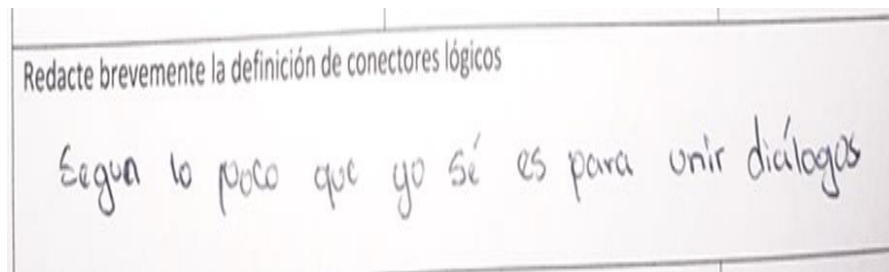 Redacte brevemente la definición de conectores lógicos
Segun lo poco que yo sé es para unir diálogos